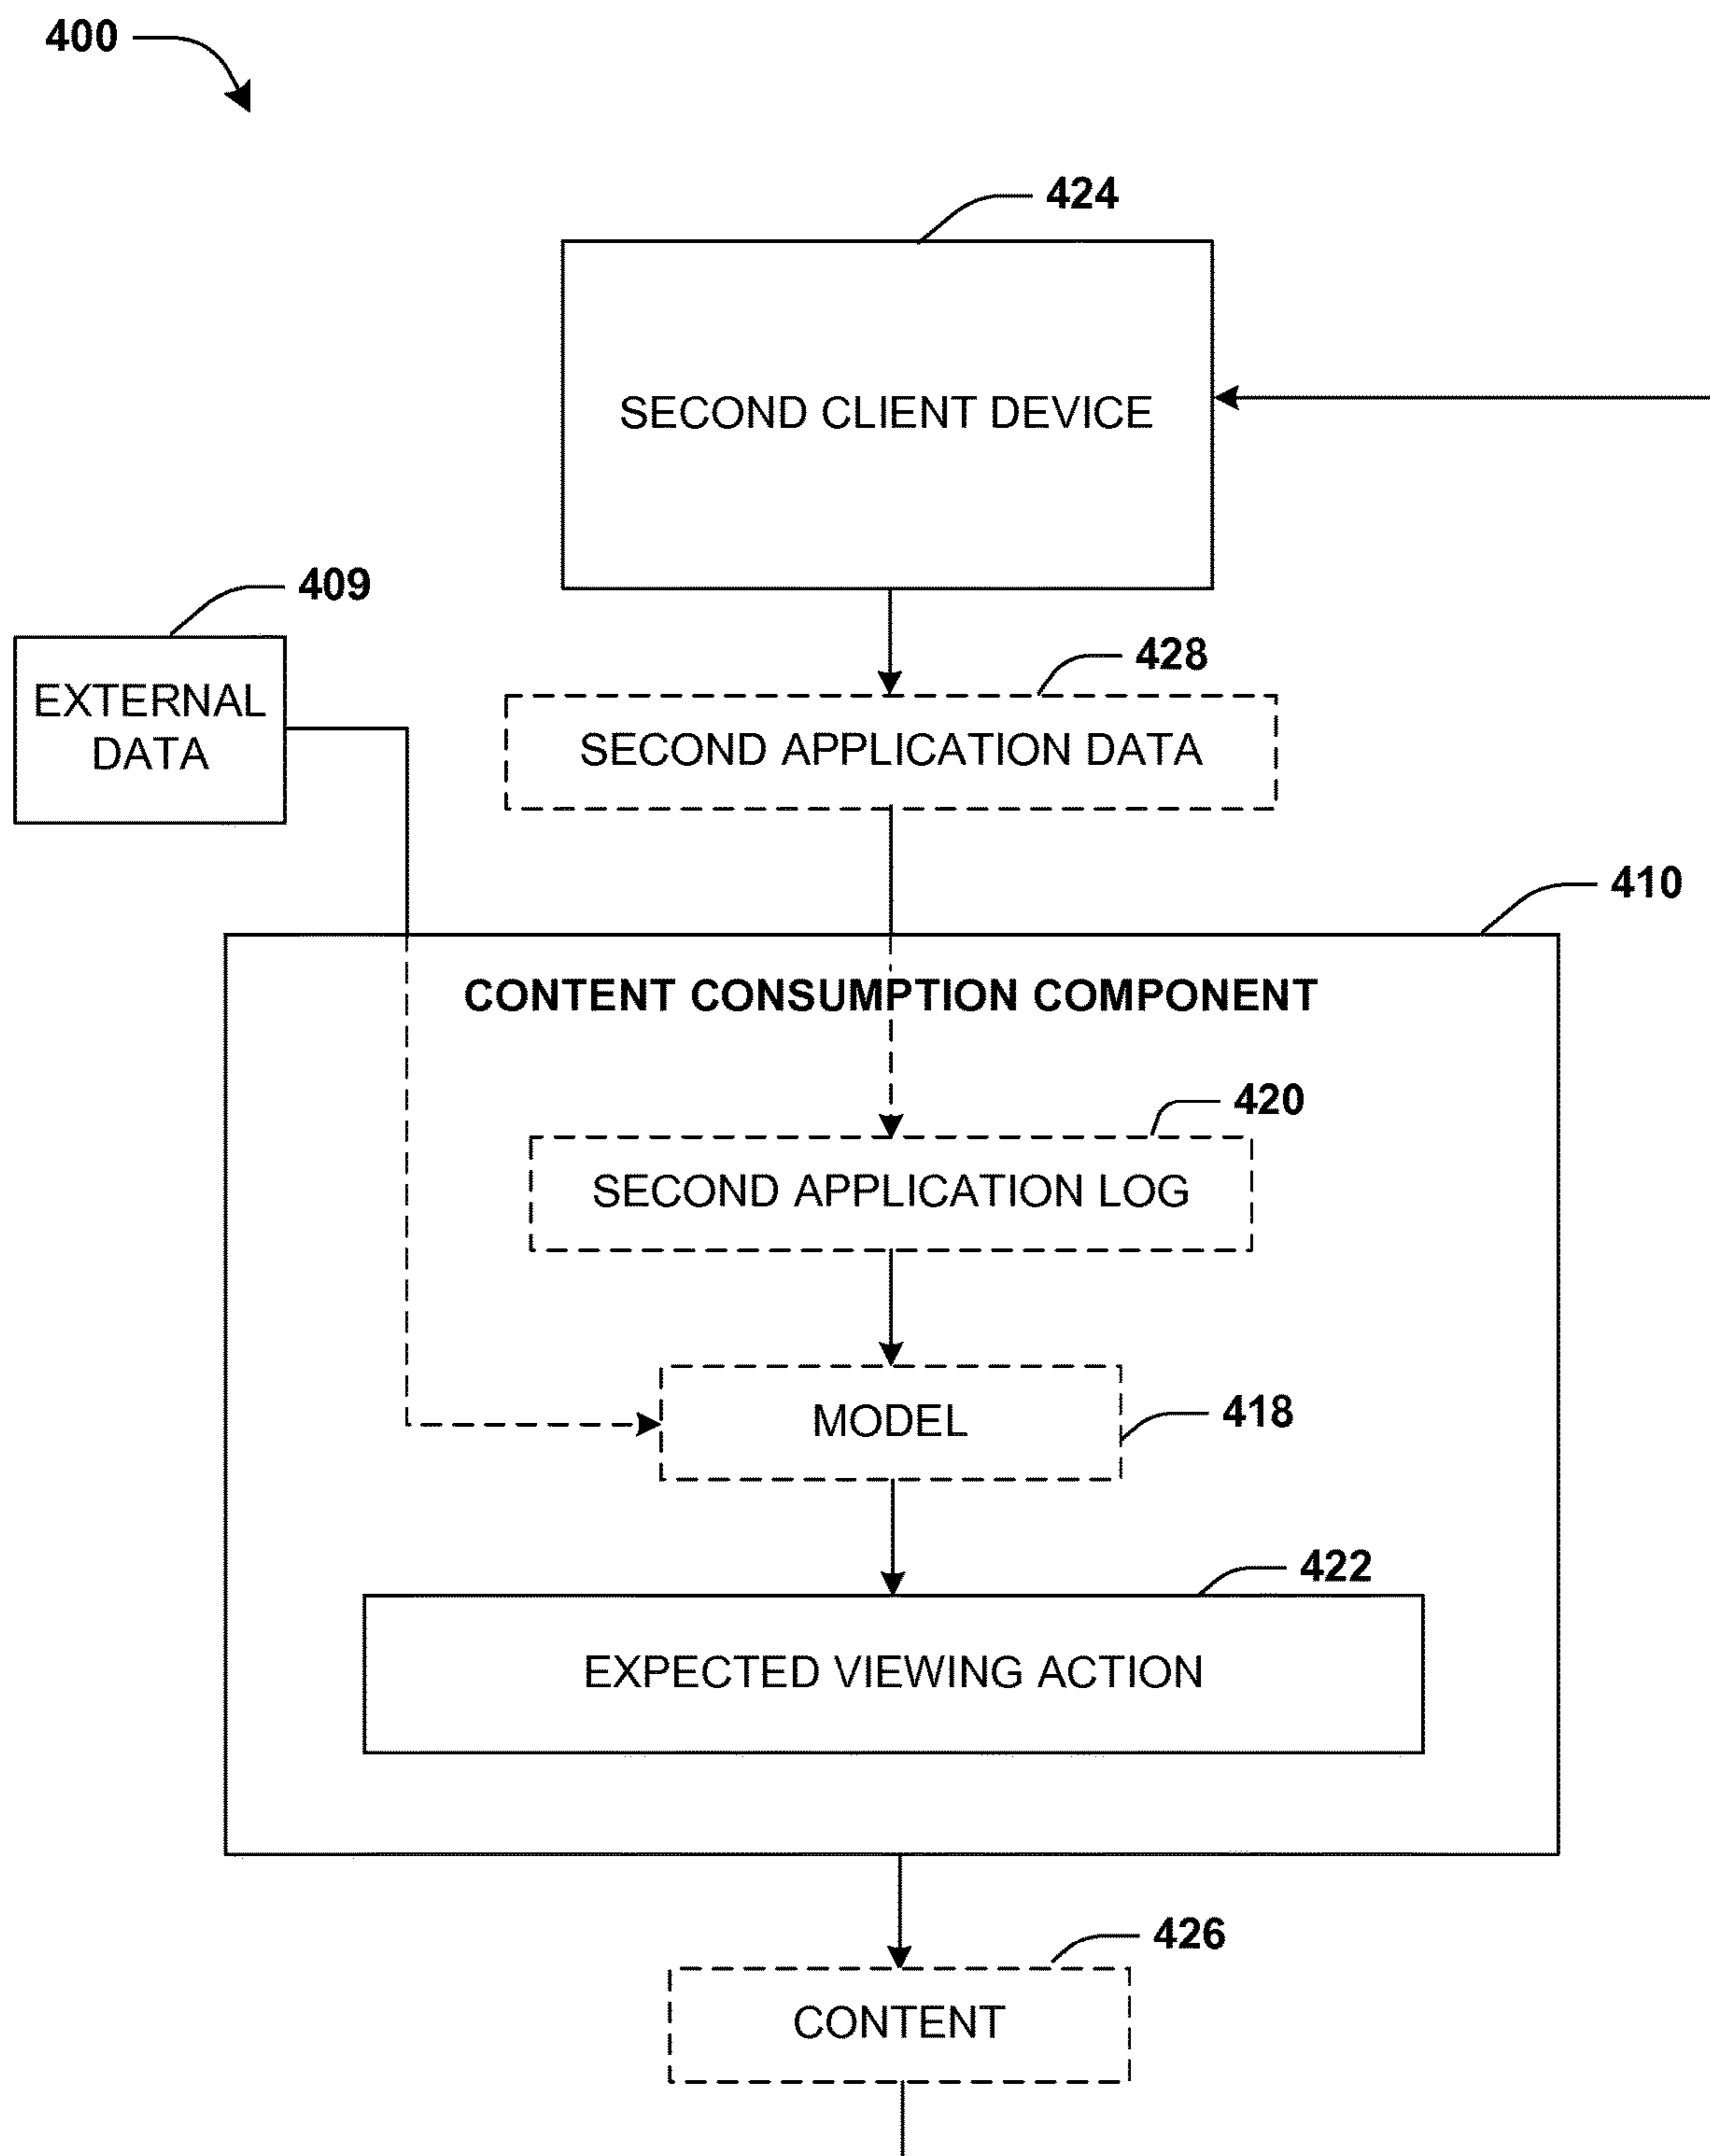 400
424
SECOND CLIENT DEVICE
409
EXTERNAL
DATA
428
SECOND APPLICATION DATA
410
CONTENT CONSUMPTION COMPONENT
420
SECOND APPLICATION LOG
MODEL
418
422
EXPECTED VIEWING ACTION
426
CONTENT